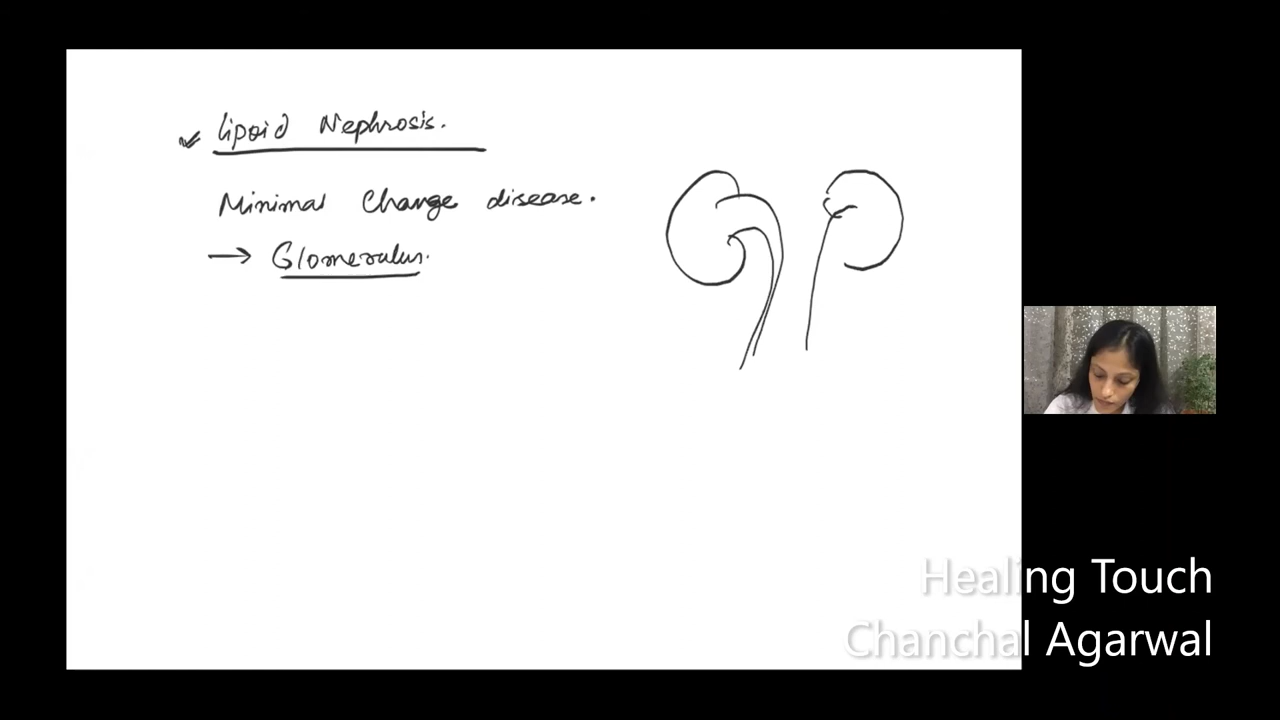 Lipoid Nephrosis.
Minimal Change disease.
→ Glomerulus.
Healing Touch
Chanchal Agarwal